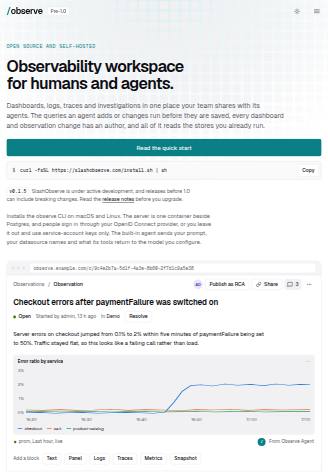 /observe Pre-1.0
OPEN SOURCE AND SELF-HOSTED
Observability workspace
for humans and agents.
Dashboards, logs, traces and investigations in one place your team shares with its
agents. The queries an agent adds or changes run before they are saved, every dashboard
and observation change has an author, and all of it reads the stores you already run.
Read the quick start
$ curl -fsSL https://slashobserve.com/install.sh | sh Copy
v0.1.5 SlashObserve is under active development, and releases before 1.0
can include breaking changes. Read the release notes before you upgrade.
Installs the observe CLI on macOS and Linux. The server is one container beside
Postgres, and people sign in through your OpenID Connect provider, or you leave
it out and use service-account keys only. The built-in agent sends your prompt,
your datasource names and what its tools return to the model you configure.
Observations / Observation
Publish as RCA Share 3
Checkout errors after paymentFailure was switched on
Open · Started by admin, 13 h ago In Demo Resolve
Server errors on checkout jumped from 0.1% to 2% within five minutes of paymentFailure being set
to 50%. Traffic stayed flat, so this looks like a failing call rather than load.
Error ratio by service
3%
2%
1%
0%
checkout cart product-catalog
prom, Last hour, live From Observe Agent
Add a block Text Panel Logs Traces Metrics Snapshot